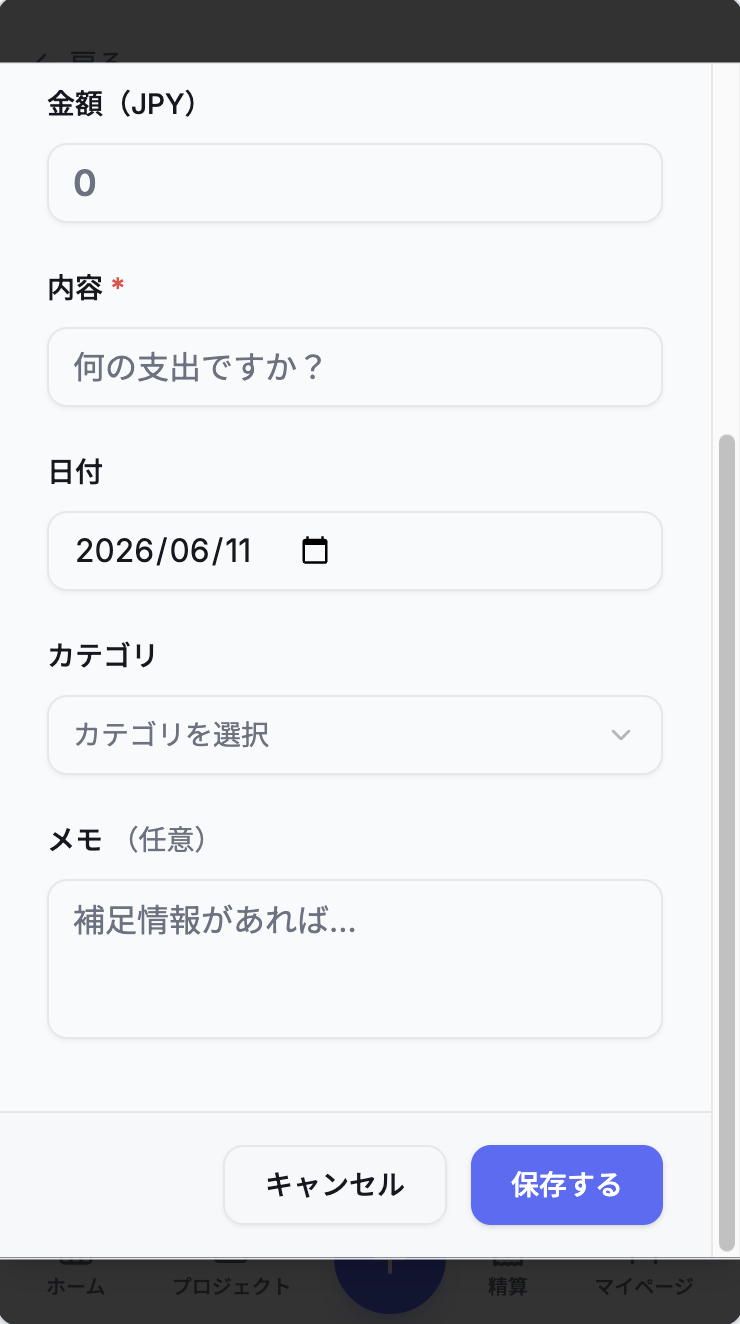 戻る
金額（JPY）
0
内容 *
何の支出ですか？
日付
2026/06/11
カテゴリ
カテゴリを選択
メモ （任意）
補足情報があれば...
キャンセル
保存する
ホーム
プロジェクト
精算
マイページ